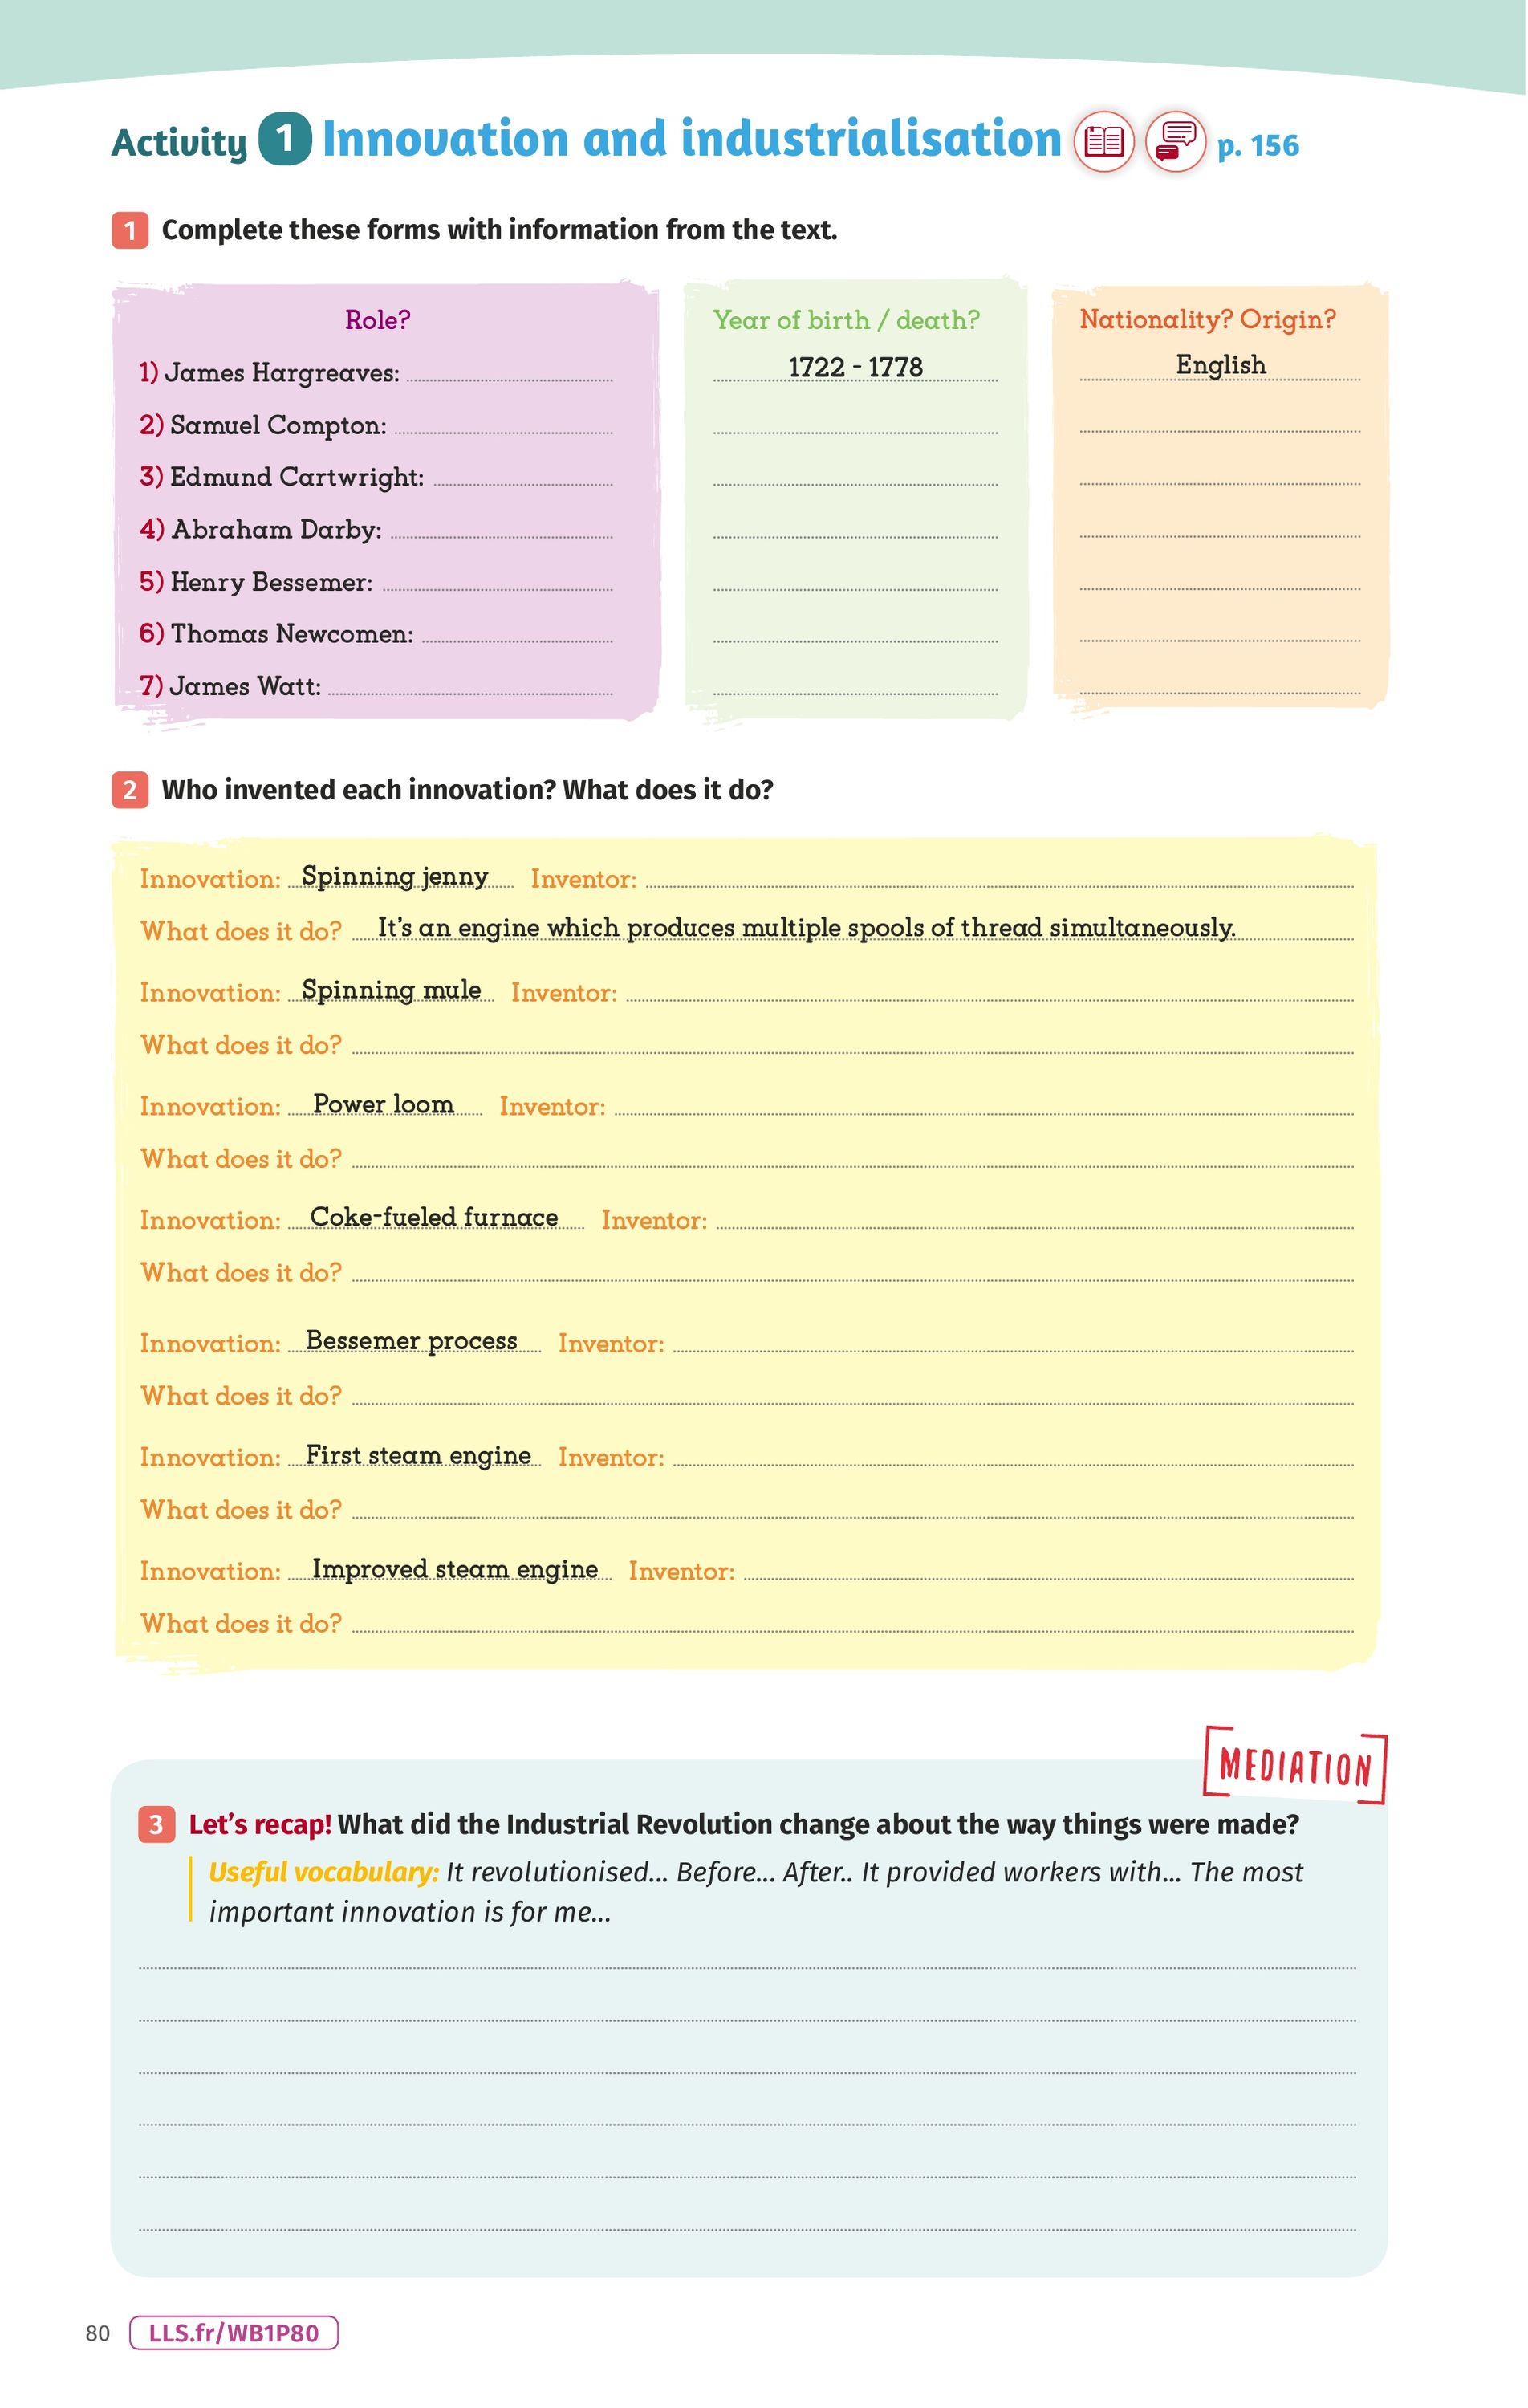 Activity 1 Innovation and industrialisation p. 156
1 Complete these forms with information from the text.
Role?
1) James Hargreaves:
2) Samuel Compton:
3) Edmund Cartwright:
4) Abraham Darby:
5) Henry Bessemer:
6) Thomas Newcomen:
7) James Watt:
Year of birth / death?
1722 - 1778
Nationality? Origin?
English
2 Who invented each innovation? What does it do?
Innovation: Spinning jenny Inventor:
What does it do? It's an engine which produces multiple spools of thread simultaneously.
Innovation: Spinning mule Inventor:
What does it do?
Innovation: Power loom Inventor:
What does it do?
Innovation: Coke-fueled furnace Inventor:
What does it do?
Innovation: Bessemer process Inventor:
What does it do?
Innovation: First steam engine Inventor:
What does it do?
Innovation: Improved steam engine Inventor:
What does it do?
MEDIATION
3 Let's recap! What did the Industrial Revolution change about the way things were made?
Useful vocabulary: It revolutionised... Before... After.. It provided workers with... The most
important innovation is for me...
80 LLS.fr/WB1P80